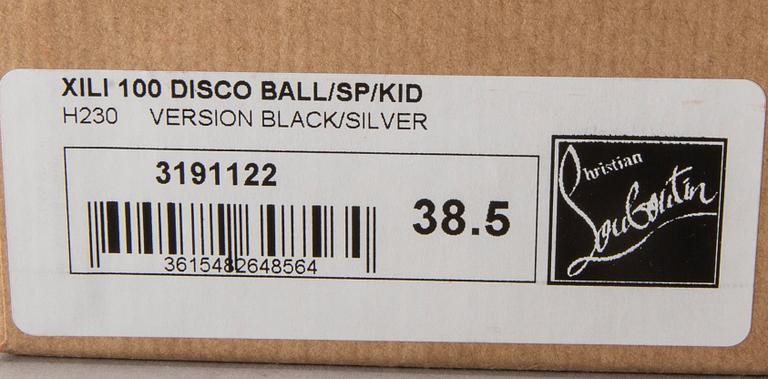 XILI 100 DISCO BALL/SP/KID
H230 VERSION BLACK/SILVER
3191122
38.5
3615482648564
Christian
Louboutin